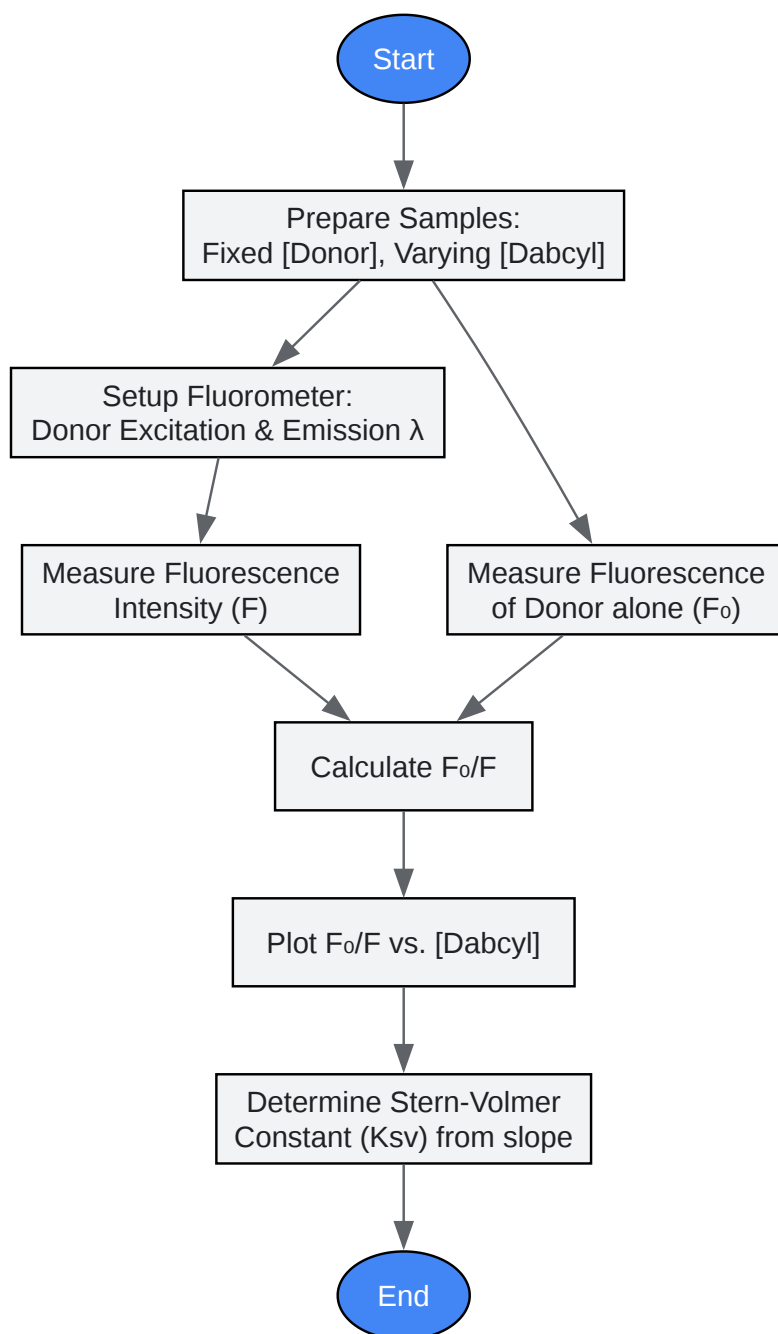 Start
Prepare Samples:
Fixed [Donor], Varying [Dabcyl]
Setup Fluorometer:
Donor Excitation & Emission λ
Measure Fluorescence
Intensity (F)
Measure Fluorescence
of Donor alone (F₀)
Calculate F₀/F
Plot F₀/F vs. [Dabcyl]
Determine Stern-Volmer
Constant (Ksv) from slope
End